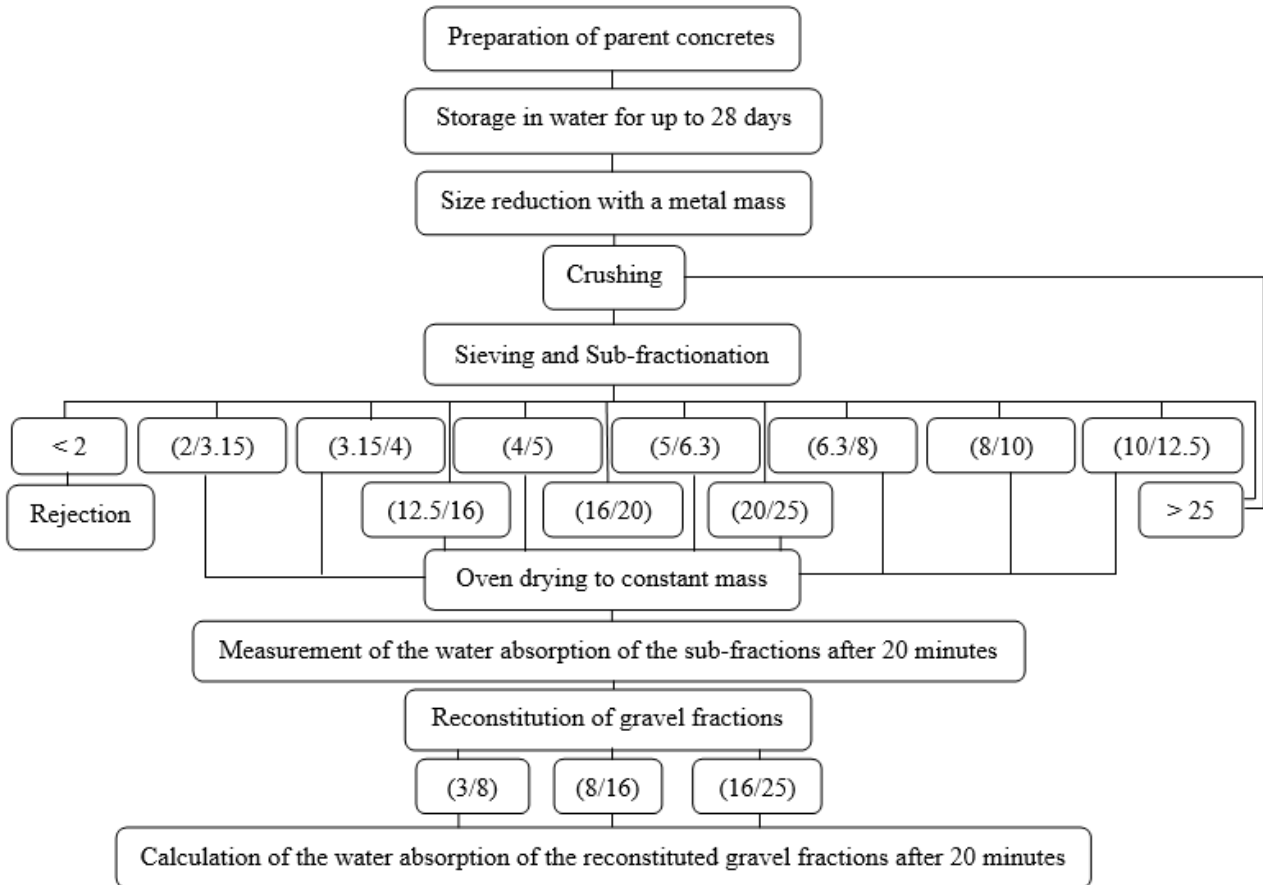 Preparation of parent concretes
Storage in water for up to 28 days
Size reduction with a metal mass
Crushing
Sieving and Sub-fractionation
< 2
(2/3.15)
(3.15/4)
(4/5)
(5/6.3)
(6.3/8)
(8/10)
(10/12.5)
Rejection
(12.5/16)
(16/20)
(20/25)
> 25
Oven drying to constant mass
Measurement of the water absorption of the sub-fractions after 20 minutes
Reconstitution of gravel fractions
(3/8)
(8/16)
(16/25)
Calculation of the water absorption of the reconstituted gravel fractions after 20 minutes